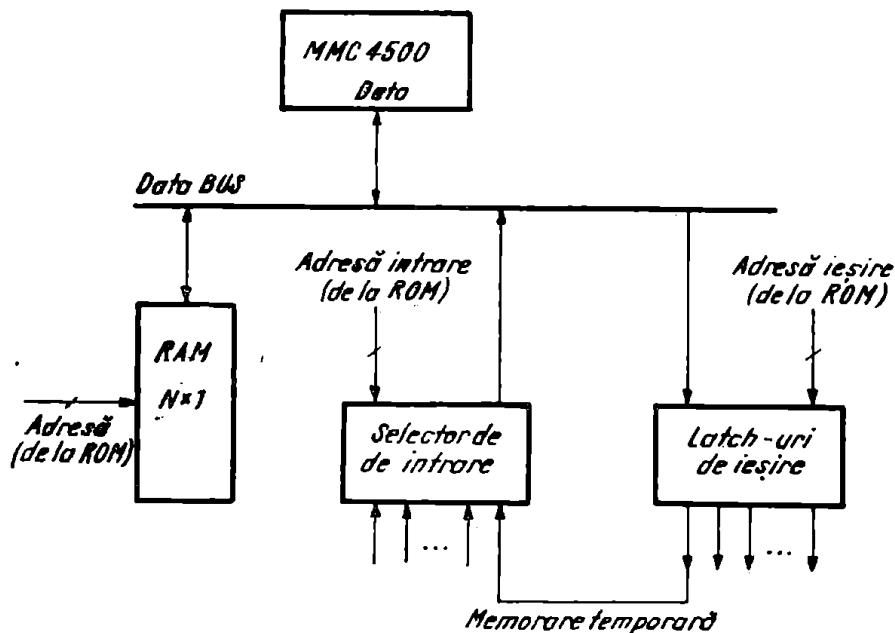 MMC 4500
Data
Data BUS
Adresă intrare
(de la ROM)
Adresă ieșire
(de la ROM)
RAM
N×1
Adresă
(de la ROM)
Selector de
de intrare
Latch-uri
de ieșire
...
...
Memorare temporară